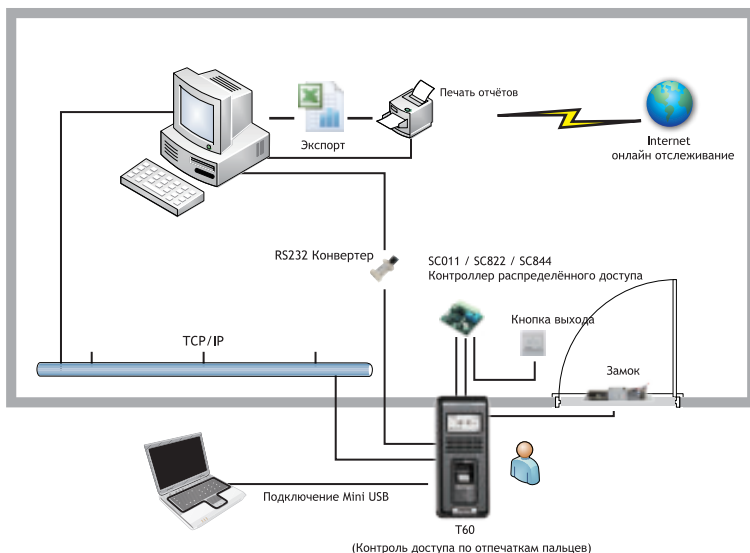 Печать отчётов
Экспорт
Internet
онлайн отслеживание
RS232 Конвертер
SC011 / SC822 / SC844
Контроллер распределённого доступа
Кнопка выхода
TCP/IP
Замок
Подключение Mini USB
T60
(Контроль доступа по отпечаткам пальцев)